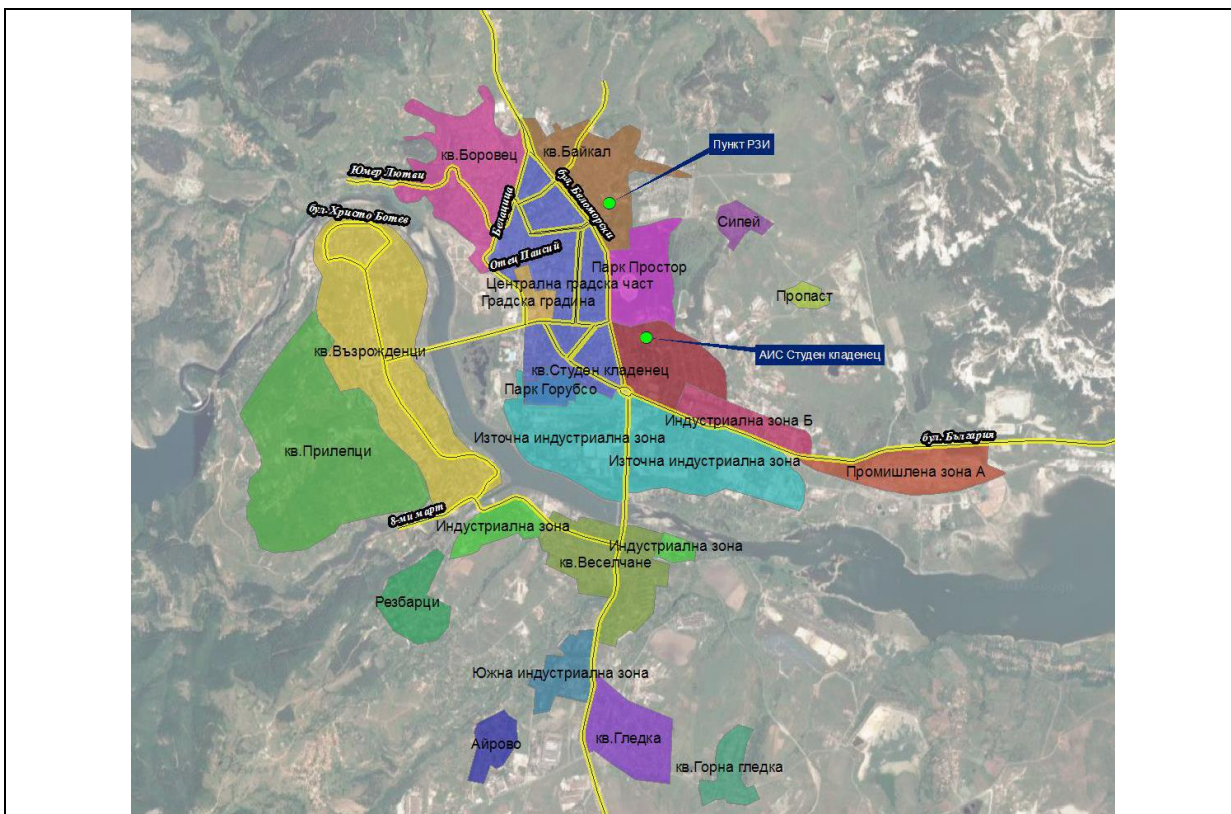 кв.Боровец
кв.Байкал
Пункт РЗИ
Юмер Лютви
бул. Христо Ботев
Беласица
бул. Беломорски
Сипей
Отец Паисий
Парк Простор
Централна градска част
Градска градина
Пропаст
кв.Възрожденци
АИС Студен кладенец
кв.Студен кладенец
Парк Горубсо
Индустриална зона Б
Източна индустриална зона
бул. България
кв.Прилепци
Източна индустриална зона
Промишлена зона А
8-ми март
Индустриална зона
Индустриална зона
кв.Веселчане
Резбарци
Южна индустриална зона
Айрово
кв.Гледка
кв.Горна гледка